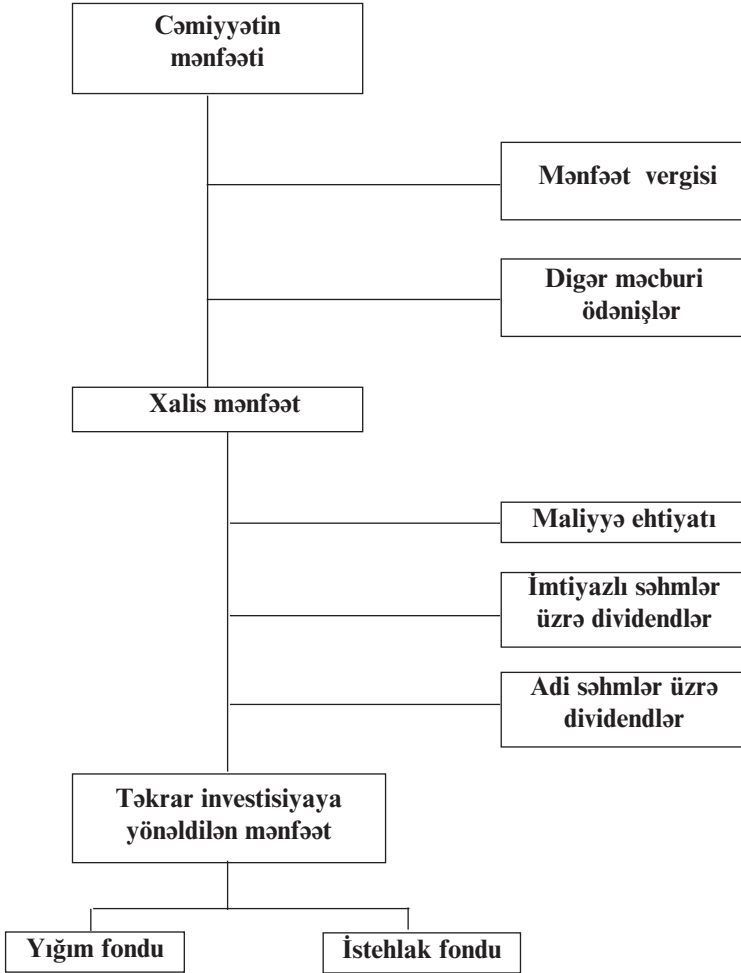 Cəmiyyətin
mənfəəti
Mənfəət vergisi
Digər məcburi
ödənişlər
Xalis mənfəət
Maliyyə ehtiyatı
İmtiyazlı səhmlər
üzrə dividendlər
Adi səhmlər üzrə
dividendlər
Təkrar investisiyaya
yönəldilən mənfəət
Yığım fondu
İstehlak fondu